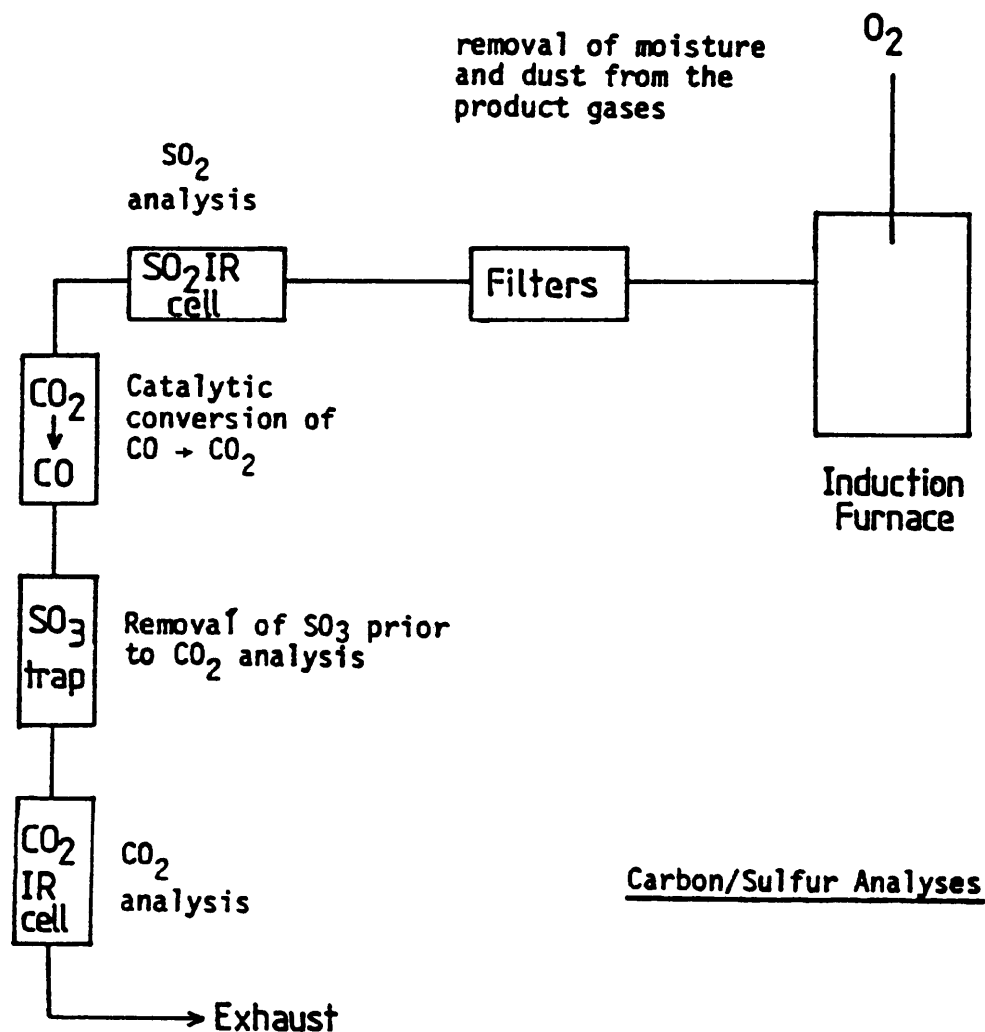 O2
removal of moisture
and dust from the
product gases
Induction
Furnace
Filters
SO2
analysis
SO2 IR
cell
CO2
↓
CO
Catalytic
conversion of
CO → CO2
SO3
trap
Removal of SO3 prior
to CO2 analysis
CO2
IR
cell
CO2
analysis
Carbon/Sulfur Analyses
Exhaust